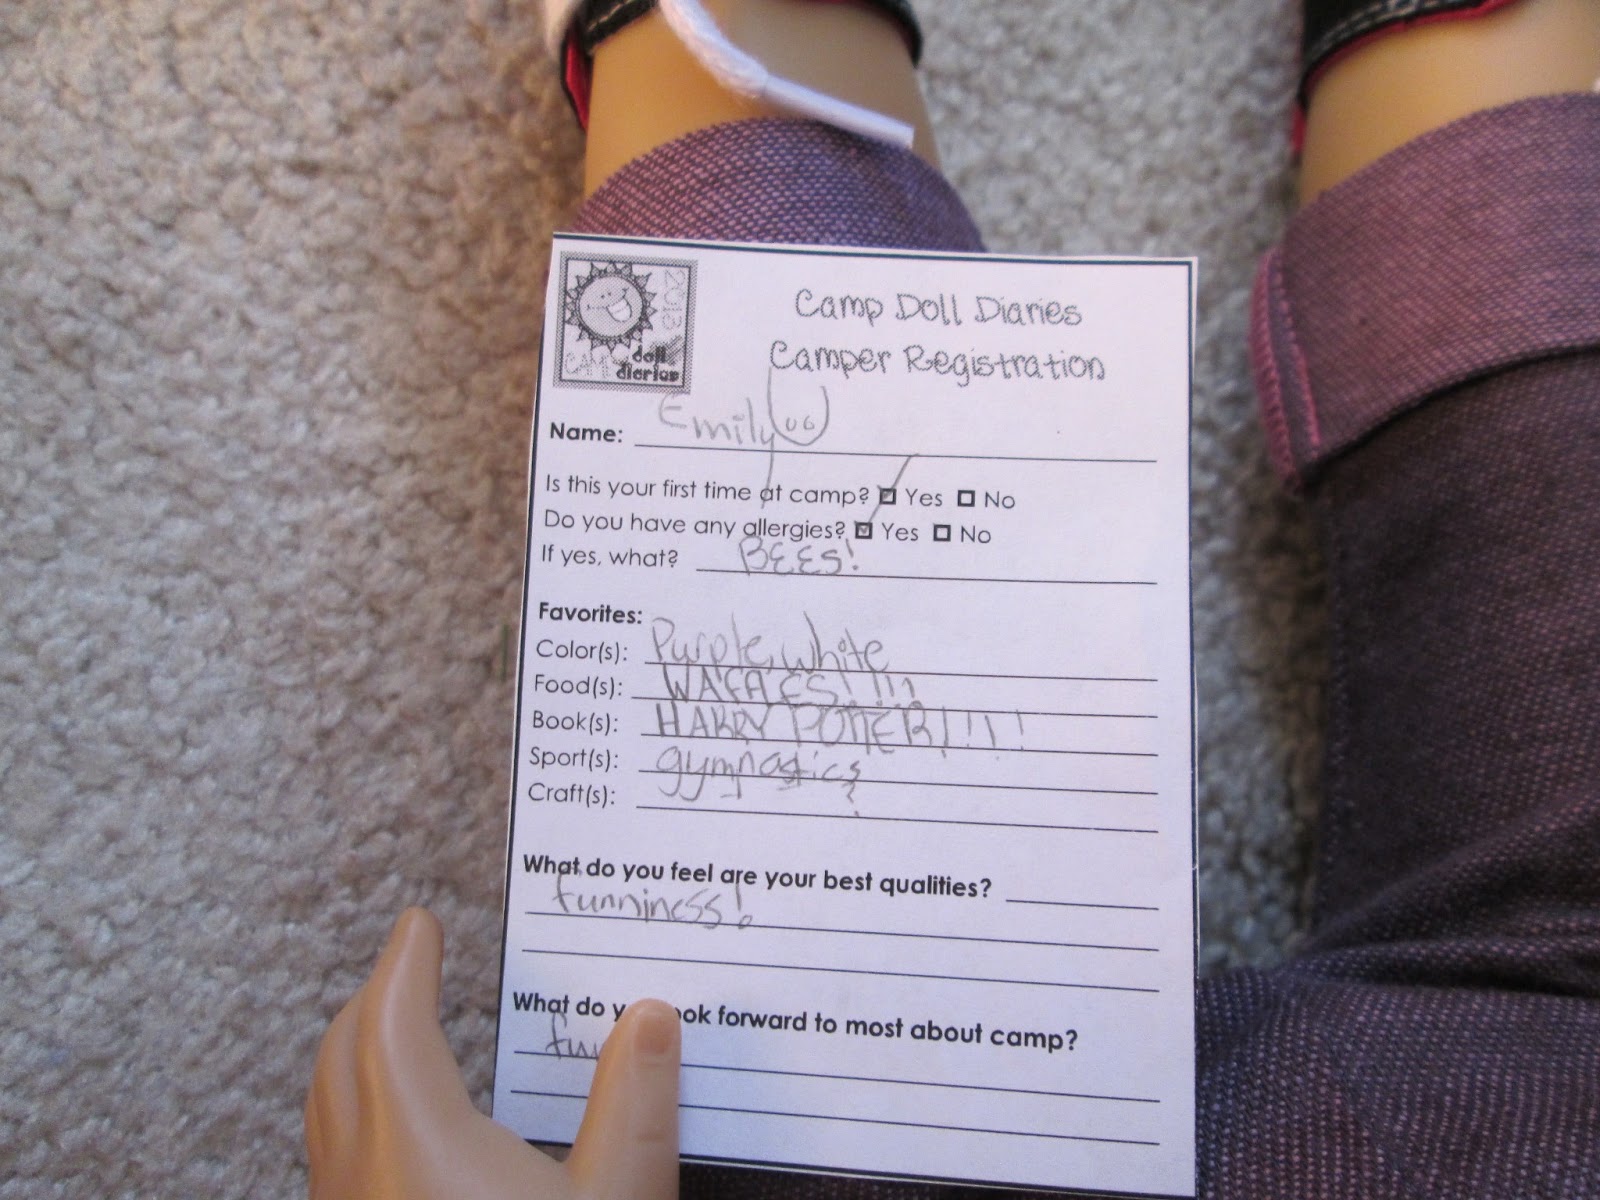 2013
CAMP
doll
diaries
Camp Doll Diaries
Camper Registration
Name: Emily
Is this your first time at camp? Yes No
Do you have any allergies? Yes No
If yes, what? BEES!
Favorites:
Color(s): Purple, white
Food(s): WAFFLES!!!!
Book(s): HARRY POTTER!!!!
Sport(s): gymnastics
Craft(s):
What do you feel are your best qualities?
funniness!
What do look forward to most about camp?